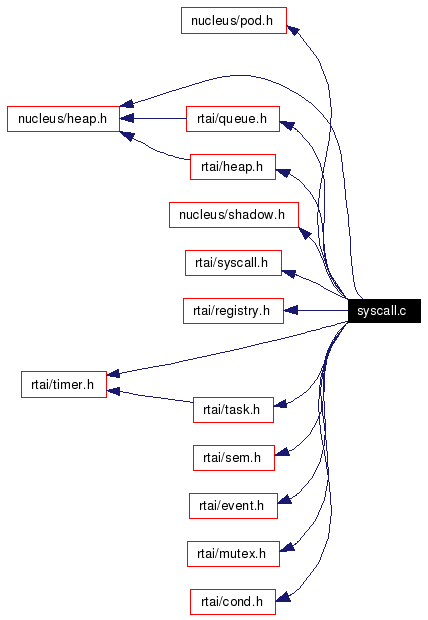 nucleus/pod.h
nucleus/heap.h
rtai/queue.h
rtai/heap.h
nucleus/shadow.h
rtai/syscall.h
rtai/registry.h
syscall.c
rtai/timer.h
rtai/task.h
rtai/sem.h
rtai/event.h
rtai/mutex.h
rtai/cond.h